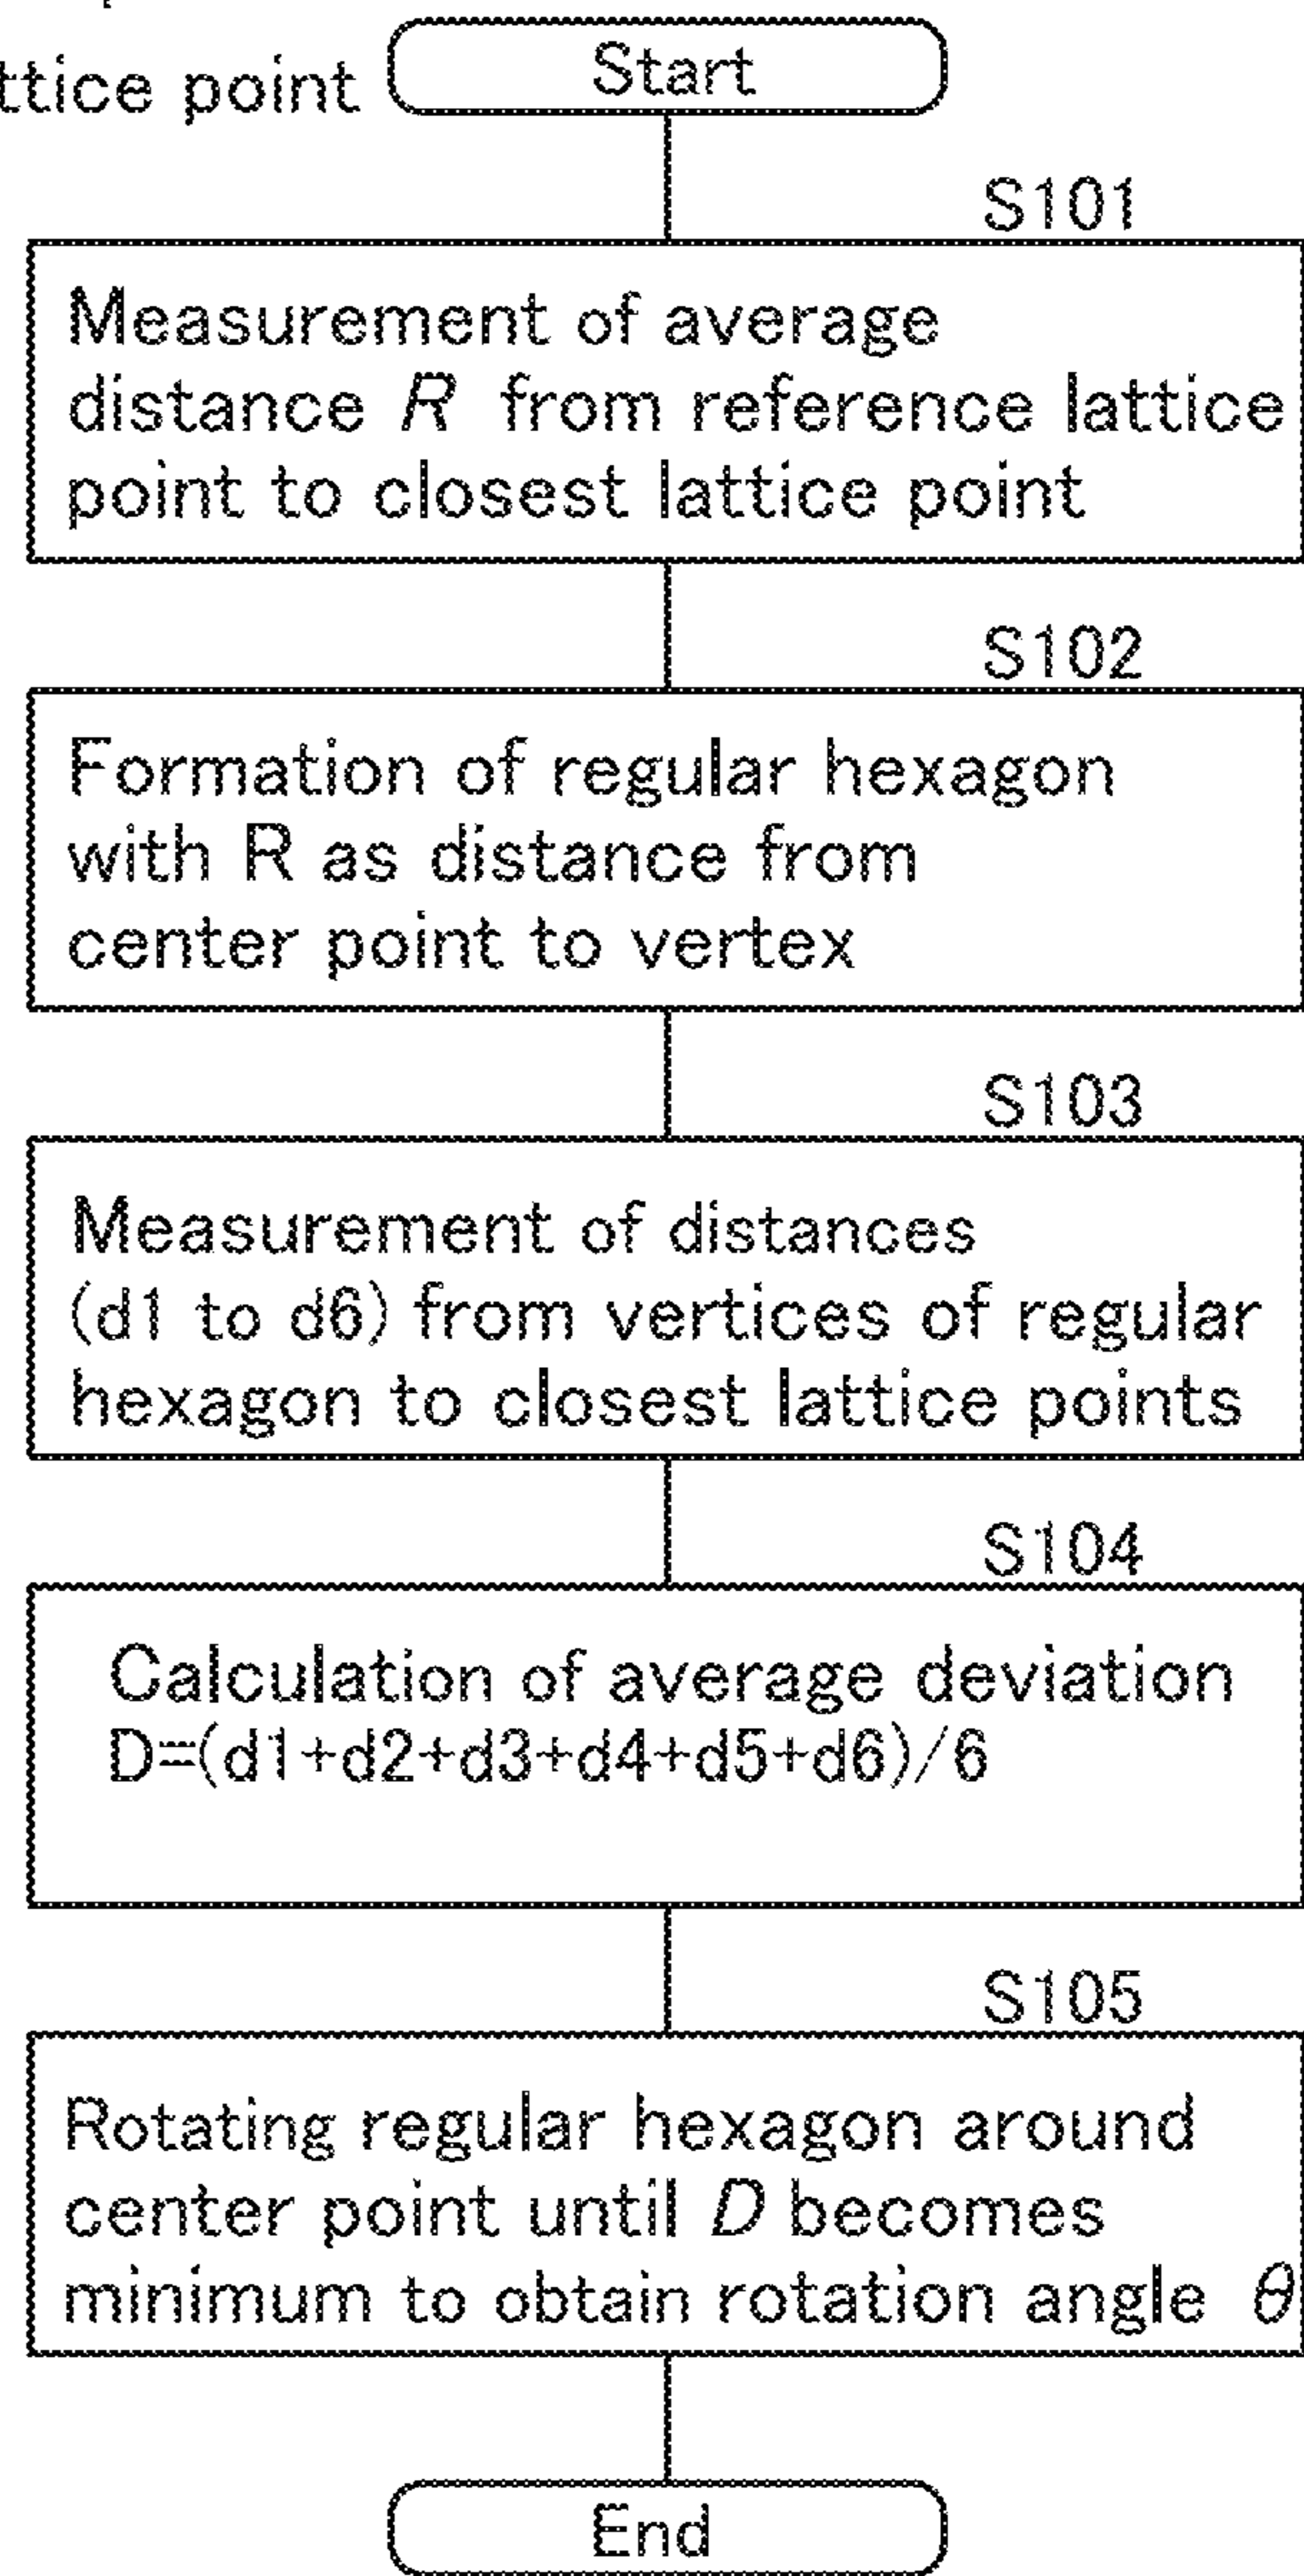 point
Start
S101
Measurement of average
distance R from reference lattice
point to closest lattice point
S102
Formation of regular hexagon
with R as distance from
center point to vertex
S103
Measurement of distances
(d1 to d6) from vertices of regular
hexagon to closest lattice points
S104
Calculation of average deviation
D=(d1+d2+d3+d4+d5+d6)/6
S105
Rotating regular hexagon around
center point until D becomes
minimum to obtain rotation angle θ
End